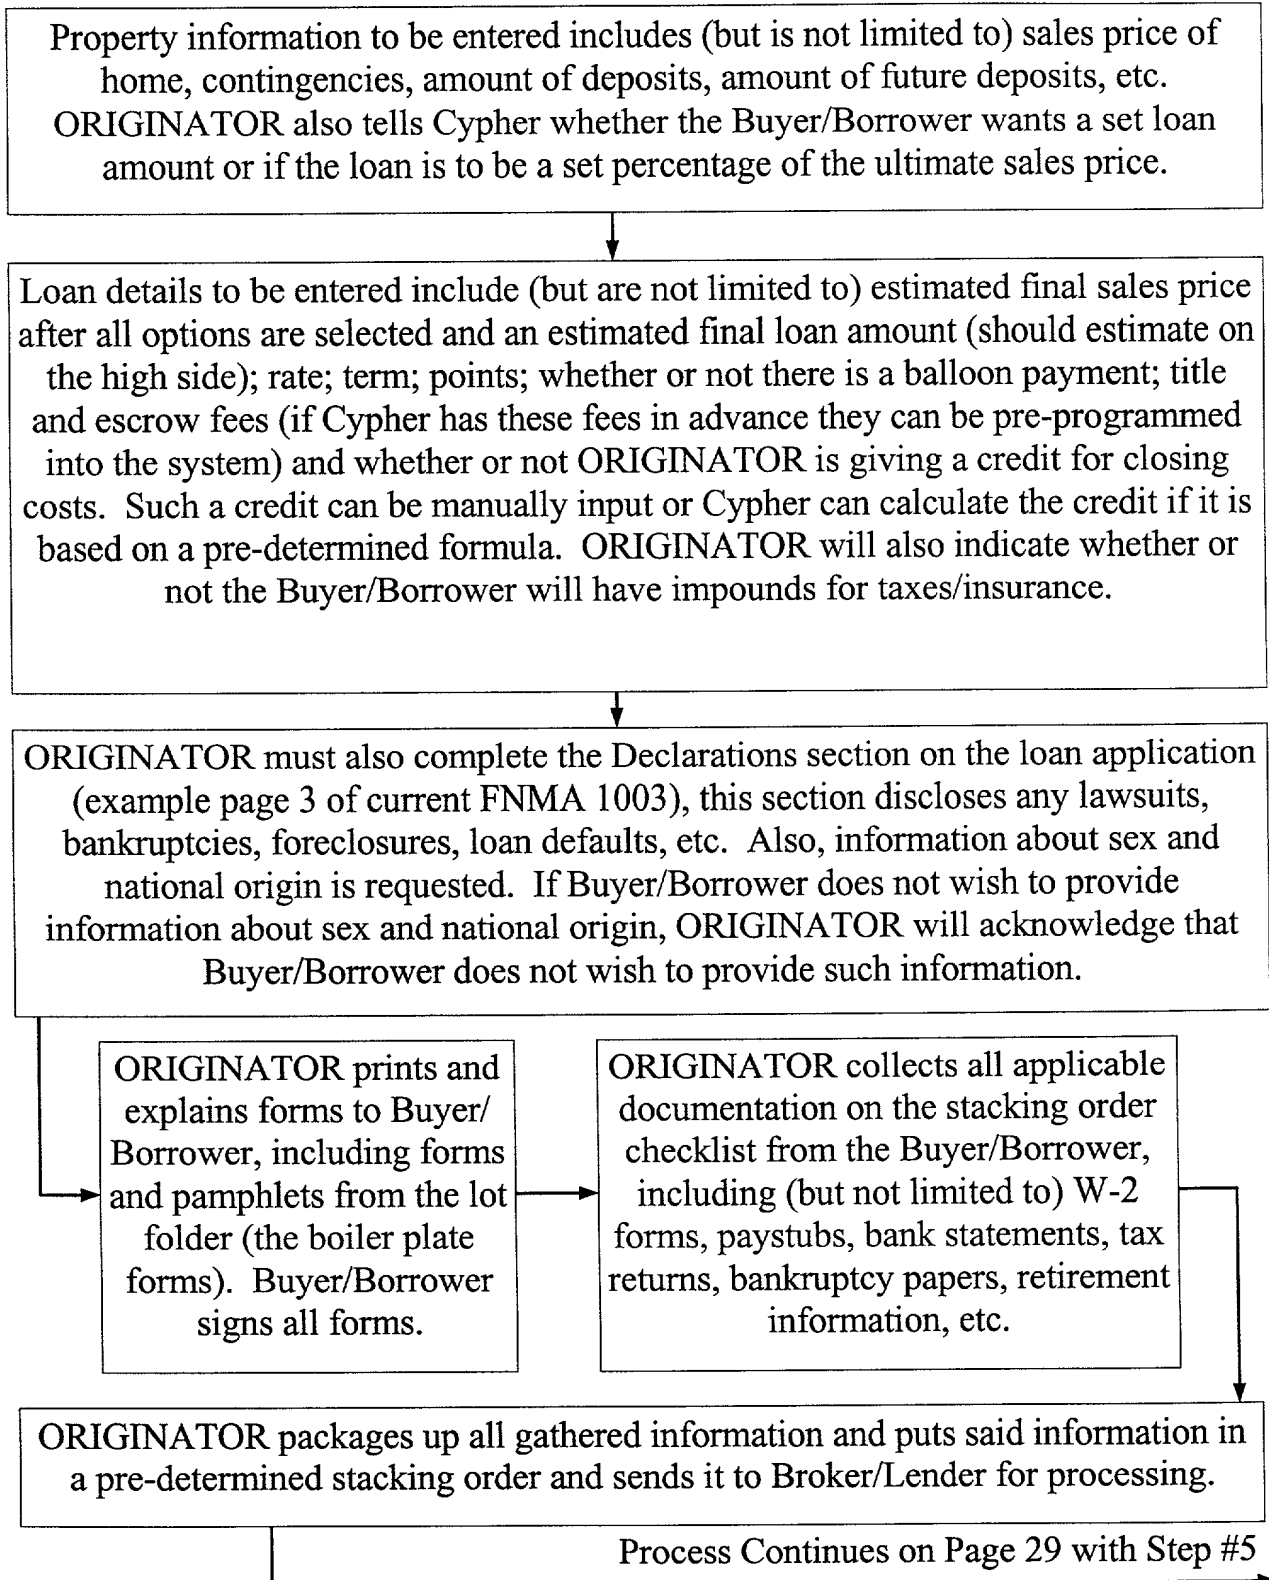 Property information to be entered includes (but is not limited to) sales price of
home, contingencies, amount of deposits, amount of future deposits, etc.
ORIGINATOR also tells Cypher whether the Buyer/Borrower wants a set loan
amount or if the loan is to be a set percentage of the ultimate sales price.
Loan details to be entered include (but are not limited to) estimated final sales price
after all options are selected and an estimated final loan amount (should estimate on
the high side); rate; term; points; whether or not there is a balloon payment; title
and escrow fees (if Cypher has these fees in advance they can be pre-programmed
into the system) and whether or not ORIGINATOR is giving a credit for closing
costs.  Such a credit can be manually input or Cypher can calculate the credit if it is
based on a pre-determined formula.  ORIGINATOR will also indicate whether or
not the Buyer/Borrower will have impounds for taxes/insurance.
ORIGINATOR must also complete the Declarations section on the loan application
(example page 3 of current FNMA 1003), this section discloses any lawsuits,
bankruptcies, foreclosures, loan defaults, etc.  Also, information about sex and
national origin is requested.  If Buyer/Borrower does not wish to provide
information about sex and national origin, ORIGINATOR will acknowledge that
Buyer/Borrower does not wish to provide such information.
ORIGINATOR prints and
explains forms to Buyer/
Borrower, including forms
and pamphlets from the lot
folder (the boiler plate
forms).  Buyer/Borrower
signs all forms.
ORIGINATOR collects all applicable
documentation on the stacking order
checklist from the Buyer/Borrower,
including (but not limited to) W-2
forms, paystubs, bank statements, tax
returns, bankruptcy papers, retirement
information, etc.
ORIGINATOR packages up all gathered information and puts said information in
a pre-determined stacking order and sends it to Broker/Lender for processing.
Process Continues on Page 29 with Step #5